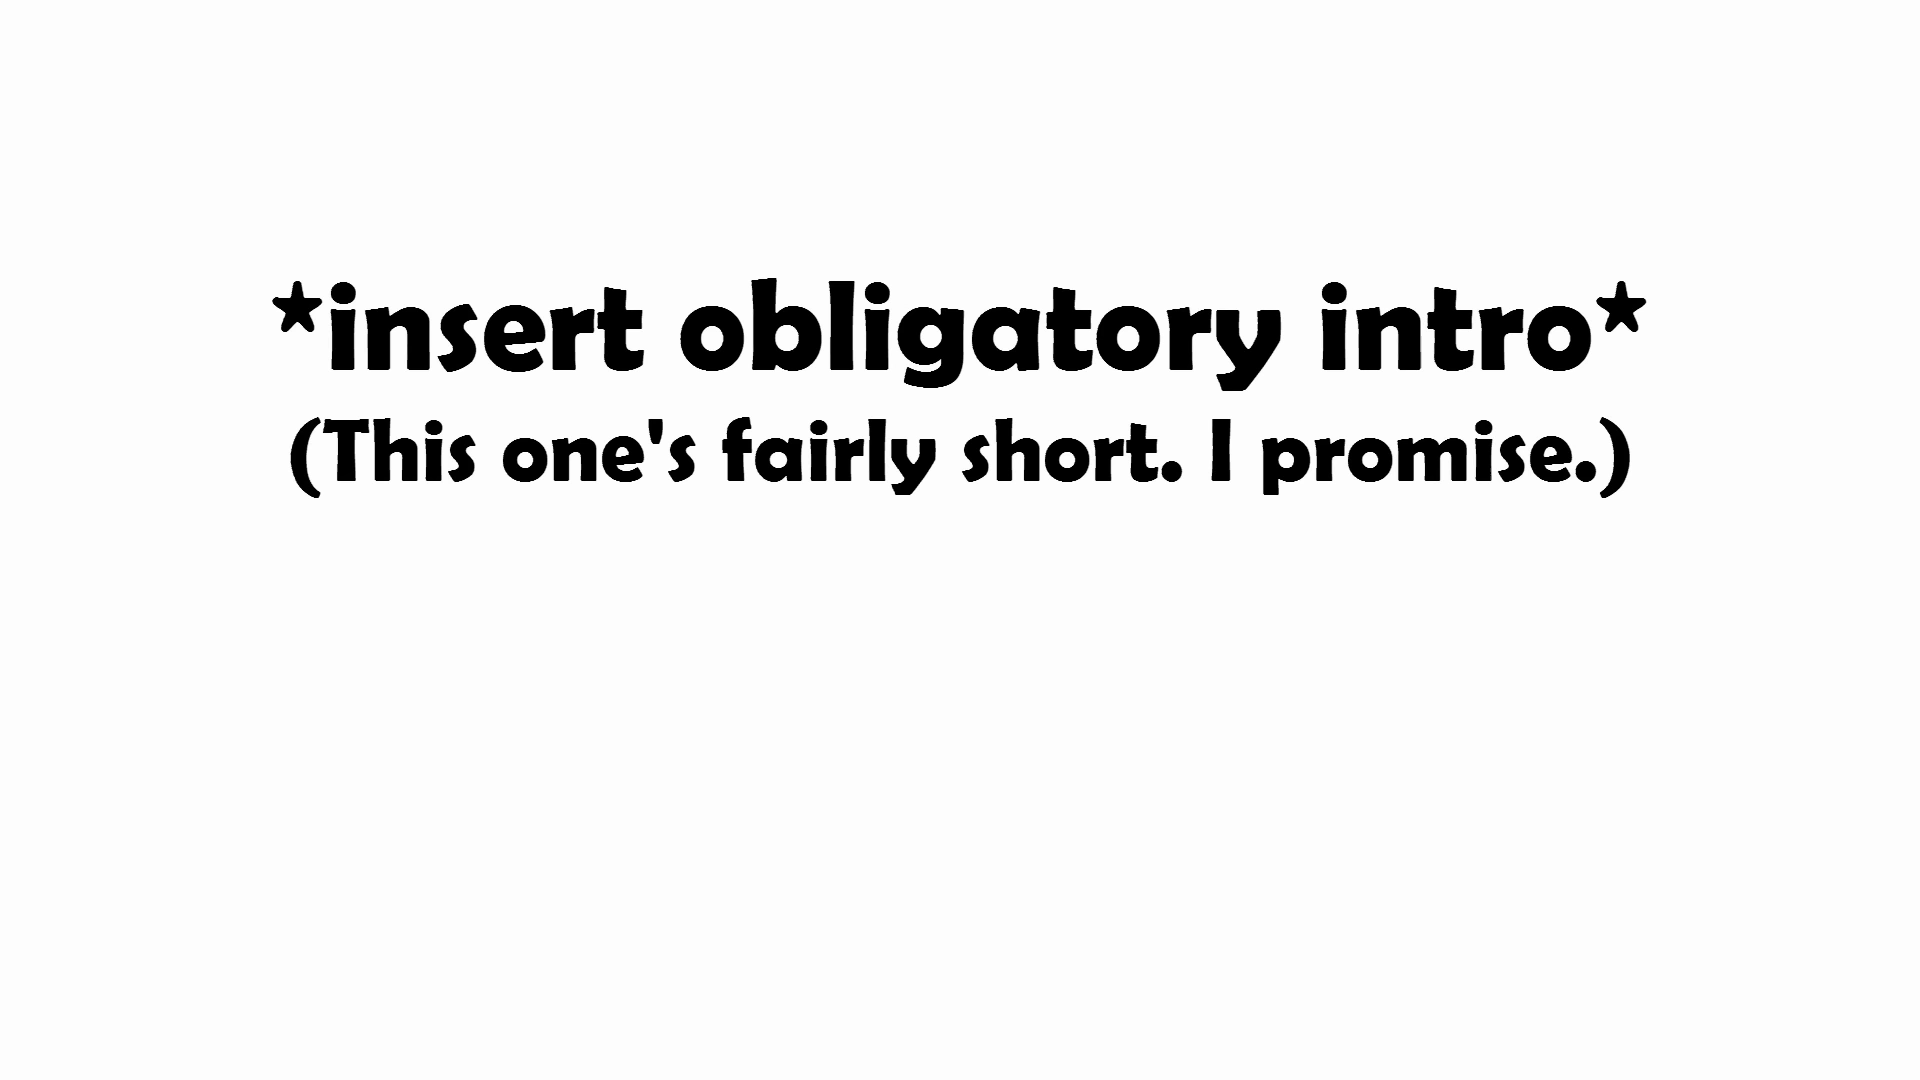 *insert obligatory intro*
(This one's fairly short. I promise.)